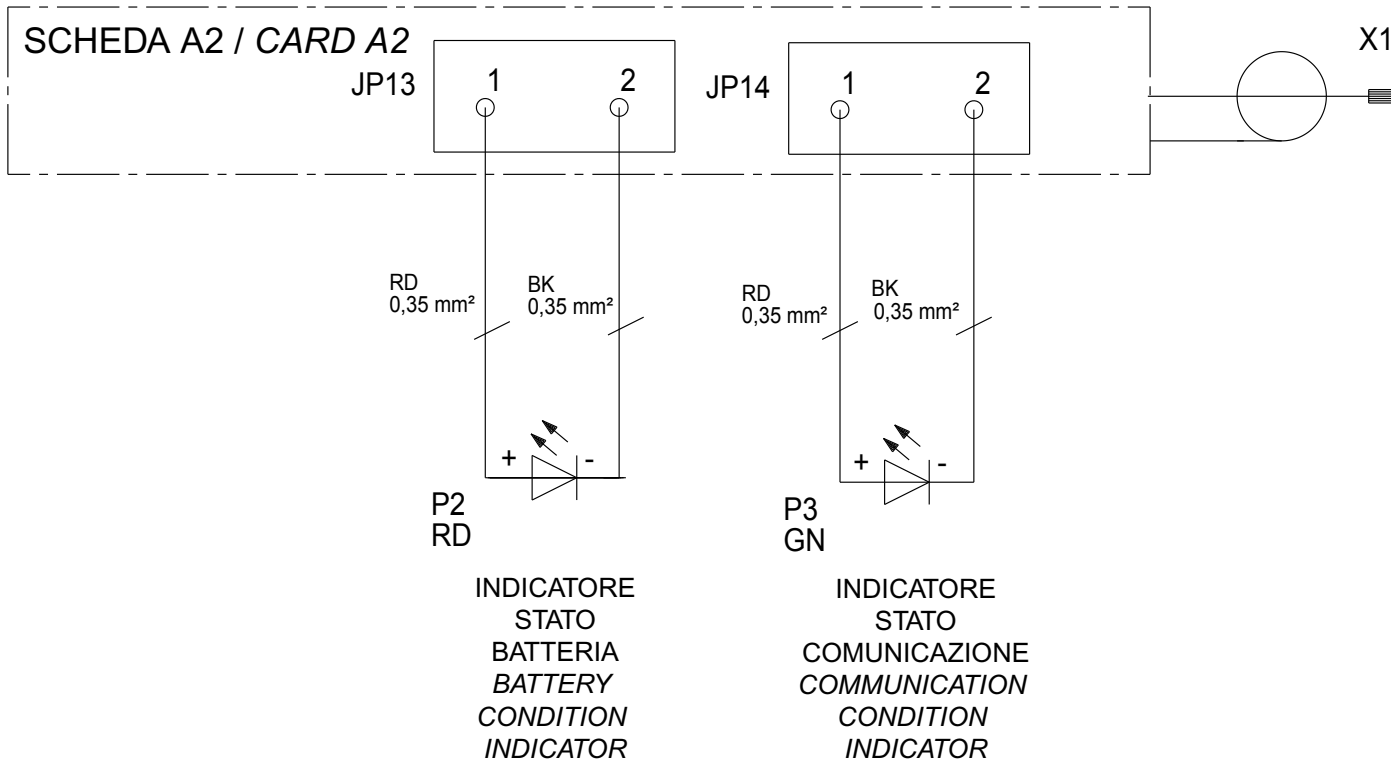 SCHEDA A2 / CARD A2
X1
JP13
1
2
JP14
1
2
RD
0,35 mm²
BK
0,35 mm²
RD
0,35 mm²
BK
0,35 mm²
+
-
+
-
P2
RD
P3
GN
INDICATORE
STATO
BATTERIA
BATTERY
CONDITION
INDICATOR
INDICATORE
STATO
COMUNICAZIONE
COMMUNICATION
CONDITION
INDICATOR